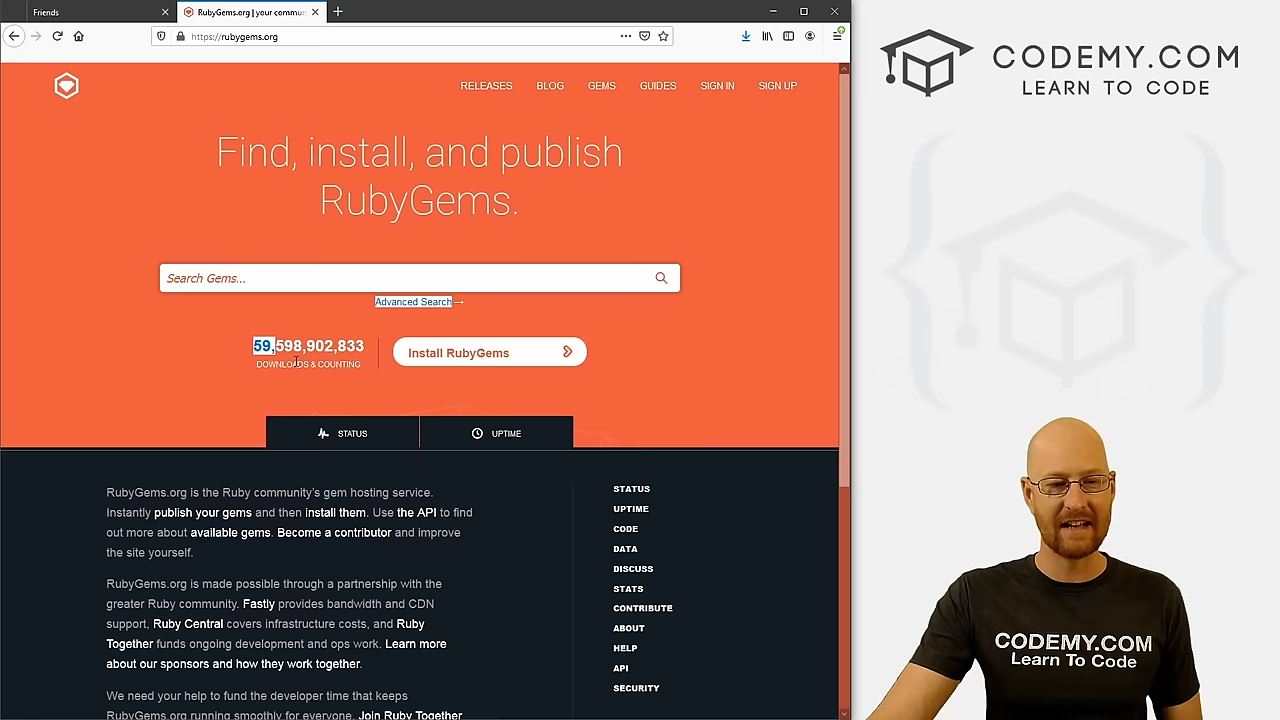 Friends
RubyGems.org | your commun
https://rubygems.org
RELEASES BLOG GEMS GUIDES SIGN IN SIGN UP
Find, install, and publish
RubyGems.
Search Gems...
Advanced Search →
59,598,902,833
DOWNLOADS & COUNTING
Install RubyGems
STATUS UPTIME
RubyGems.org is the Ruby community's gem hosting service.
Instantly publish your gems and then install them. Use the API to find
out more about available gems. Become a contributor and improve
the site yourself.
RubyGems.org is made possible through a partnership with the
greater Ruby community. Fastly provides bandwidth and CDN
support, Ruby Central covers infrastructure costs, and Ruby
Together funds ongoing development and ops work. Learn more
about our sponsors and how they work together.
We need your help to fund the developer time that keeps
RubyGems.org running smoothly for everyone. Join Ruby Together
STATUS
UPTIME
CODE
DATA
DISCUSS
STATS
CONTRIBUTE
ABOUT
HELP
API
SECURITY
CODEMY.COM
LEARN TO CODE
CODEMY.COM
Learn To Code